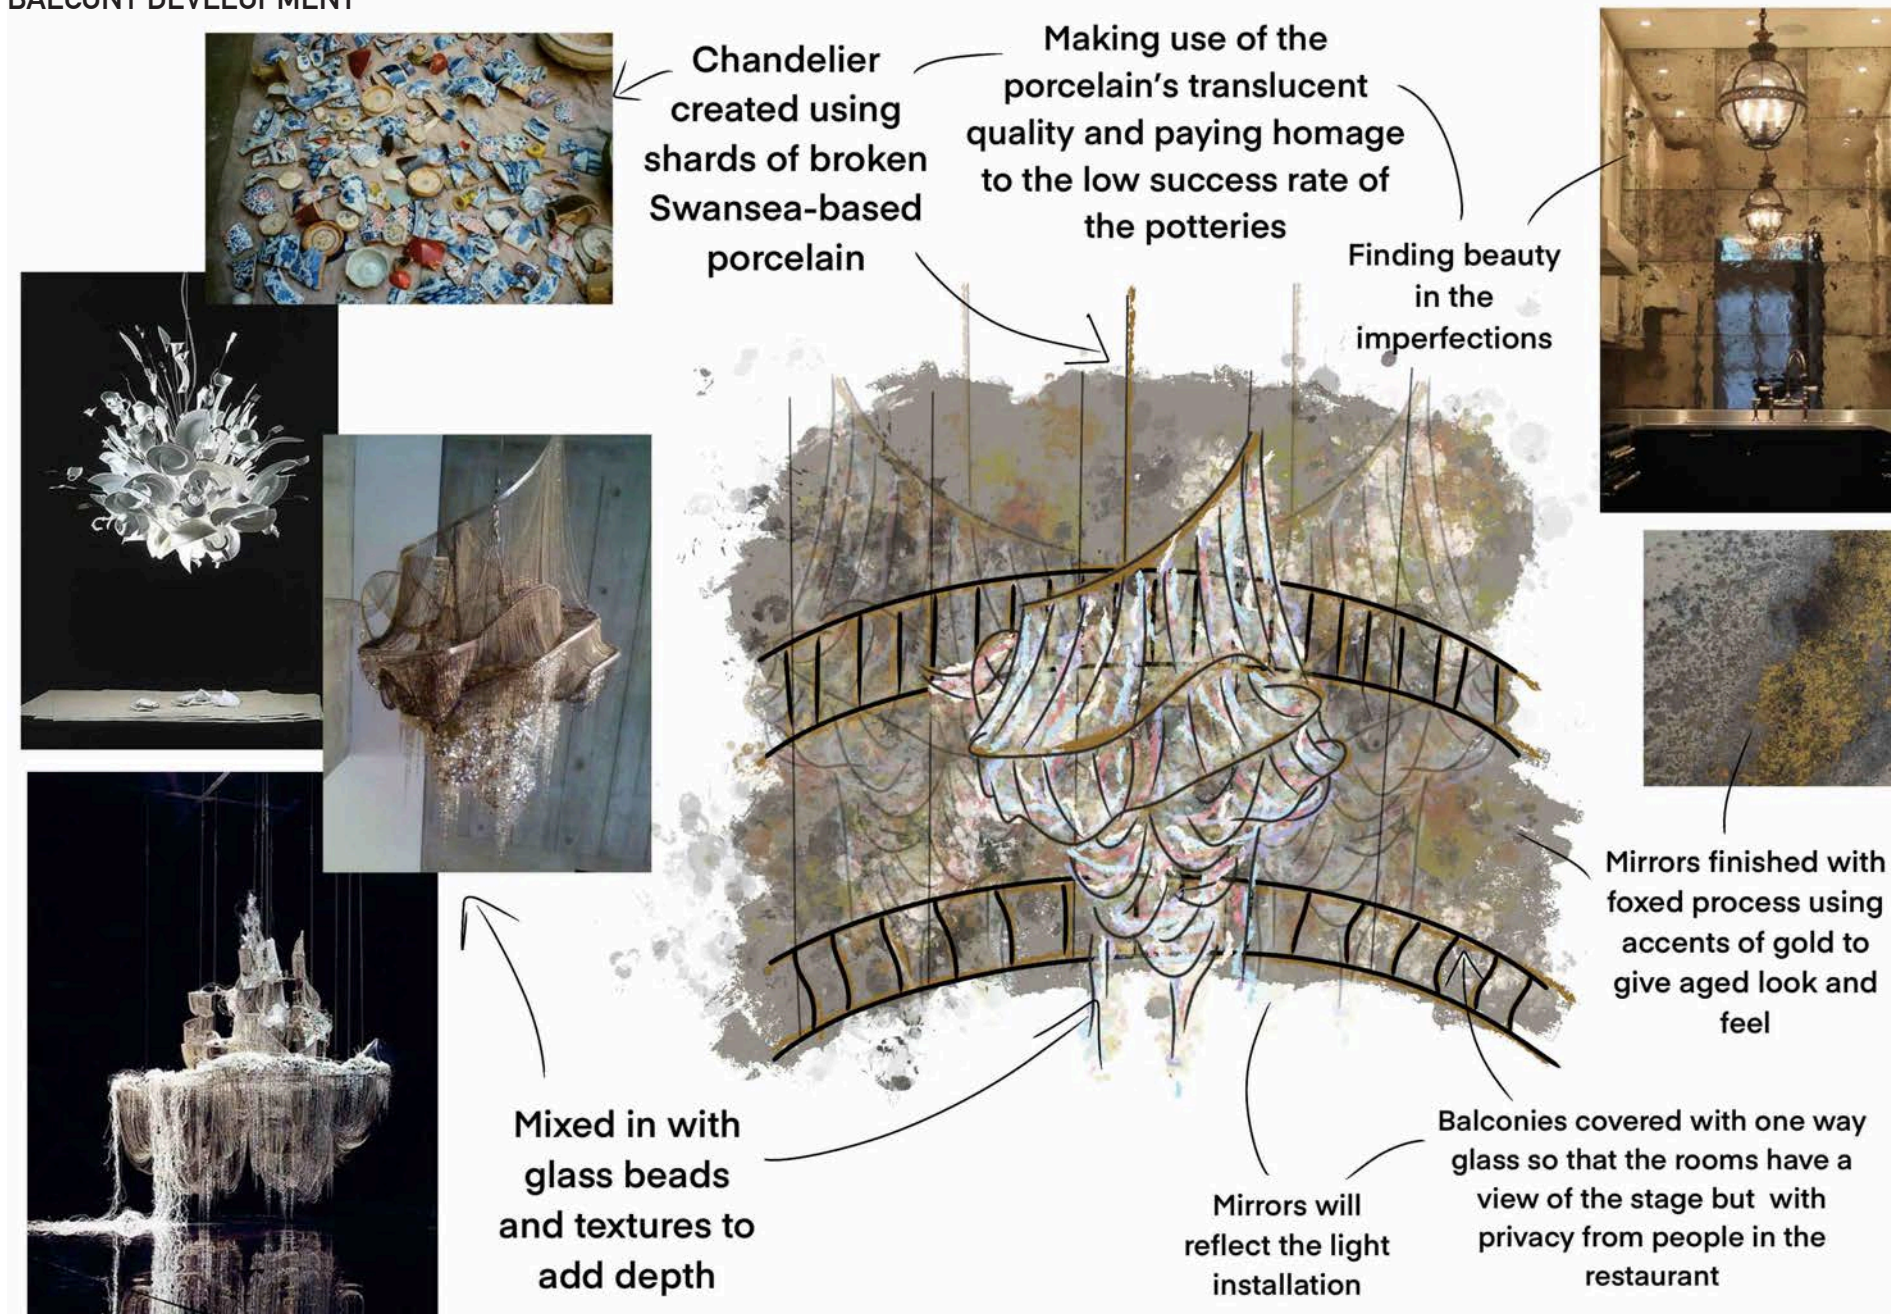 BALCONY DEVELOPMENT
Chandelier
created using
shards of broken
Swansea-based
porcelain
Making use of the
porcelain's translucent
quality and paying homage
to the low success rate of
the potteries
Finding beauty
in the
imperfections
Mirrors finished with
foxed process using
accents of gold to
give aged look and
feel
Mixed in with
glass beads
and textures to
add depth
Mirrors will
reflect the light
installation
Balconies covered with one way
glass so that the rooms have a
view of the stage but with
privacy from people in the
restaurant